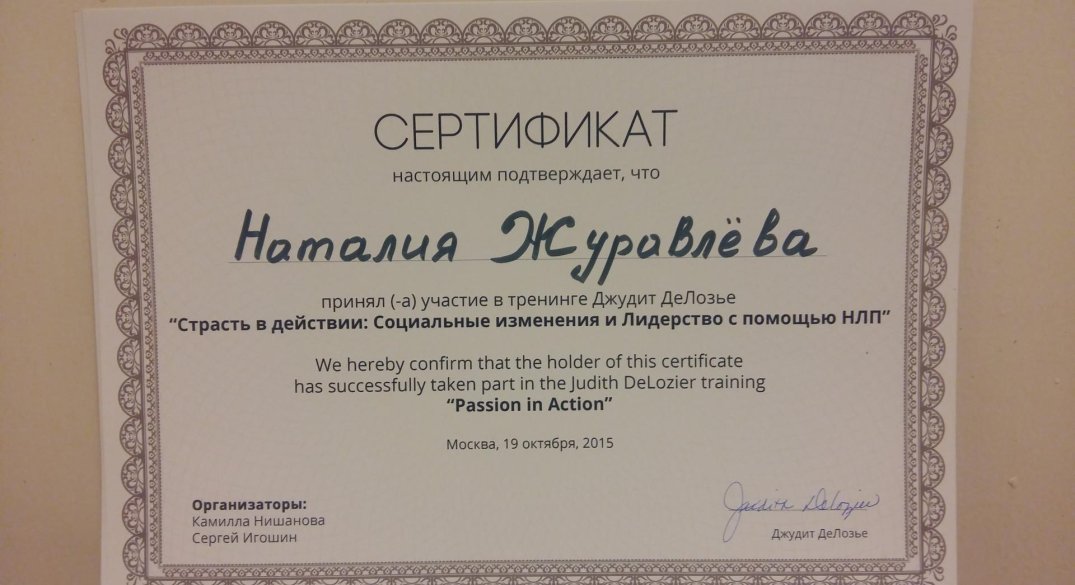 СЕРТИФИКАТ
настоящим подтверждает, что
Наталия Журавлёва
принял (-а) участие в тренинге Джудит ДеЛозье
“Страсть в действии: Социальные изменения и Лидерство с помощью НЛП”
We hereby confirm that the holder of this certificate
has successfully taken part in the Judith DeLozier training
“Passion in Action”
Москва, 19 октября, 2015
Организаторы:
Камилла Нишанова
Сергей Игошин
Judith DeLozier
Джудит ДеЛозье